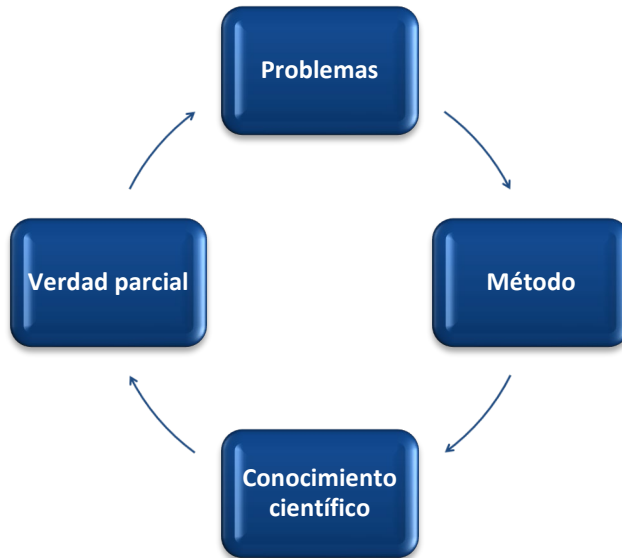 Problemas
Método
Conocimiento
científico
Verdad parcial